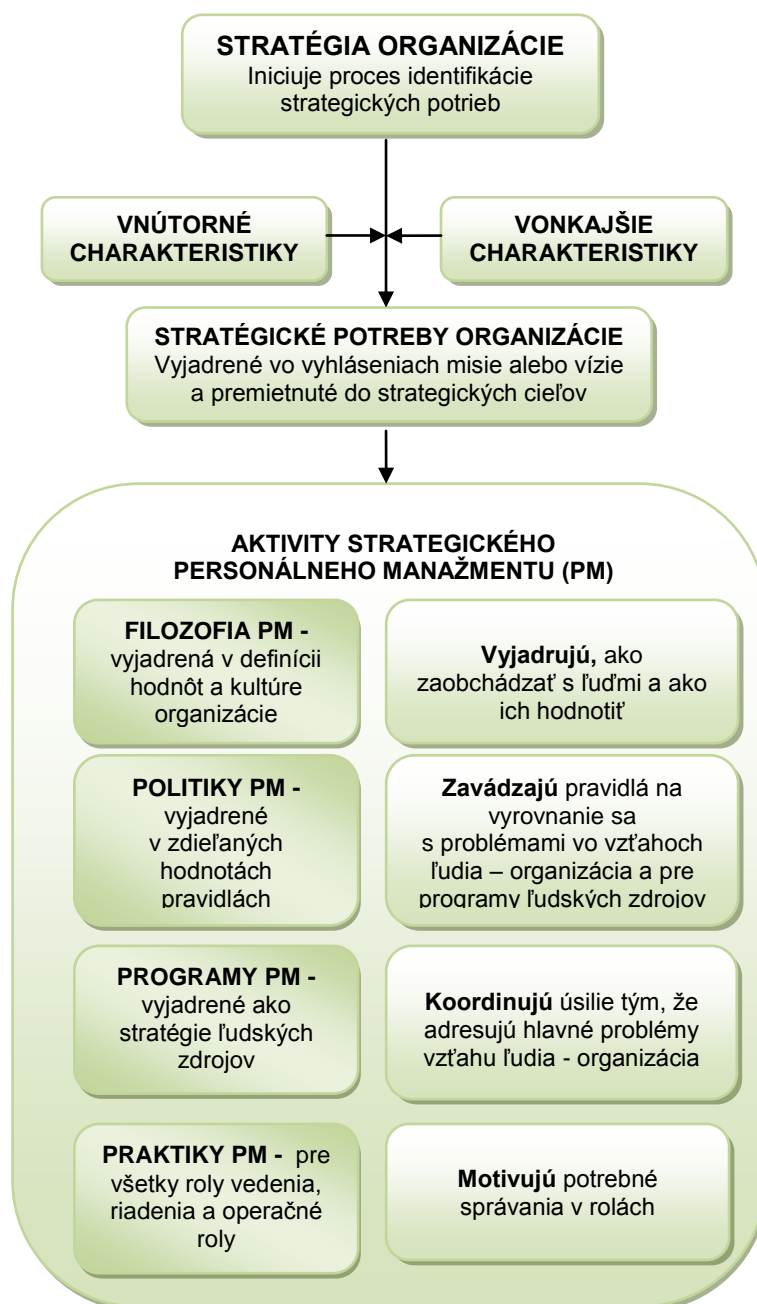 STRATÉGIA ORGANIZÁCIE
Iniciuje proces identifikácie
strategických potrieb
VNÚTORNÉ
CHARAKTERISTIKY
VONKAJŠIE
CHARAKTERISTIKY
STRATÉGICKÉ POTREBY ORGANIZÁCIE
Vyjadrené vo vyhláseniach misie alebo vízie
a premietnuté do strategických cieľov
AKTIVITY STRATEGICKÉHO
PERSONÁLNEHO MANAŽMENTU (PM)
FILOZOFIA PM -
vyjadrená v definícii
hodnôt a kultúre
organizácie
Vyjadrujú, ako
zaobchádzať s ľuďmi a ako
ich hodnotiť
POLITIKY PM -
vyjadrené
v zdieľaných
hodnotách
pravidlách
Zavádzajú pravidlá na
vyrovnanie sa
s problémami vo vzťahoch
ľudia – organizácia a pre
programy ľudských zdrojov
PROGRAMY PM -
vyjadrené ako
stratégie ľudských
zdrojov
Koordinujú úsilie tým, že
adresujú hlavné problémy
vzťahu ľudia - organizácia
PRAKTIKY PM - pre
všetky roly vedenia,
riadenia a operačné
roly
Motivujú potrebné
správania v rolách